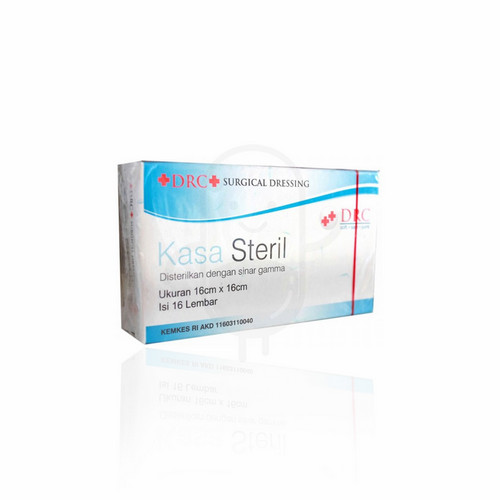 DRC SURGICAL DRESSING
DRC
Kasa Steril
Disterilkan dengan sinar gamma
Ukuran 16cm x 16cm
Isi 16 Lembar
KEMKES RI AKD 11603110040